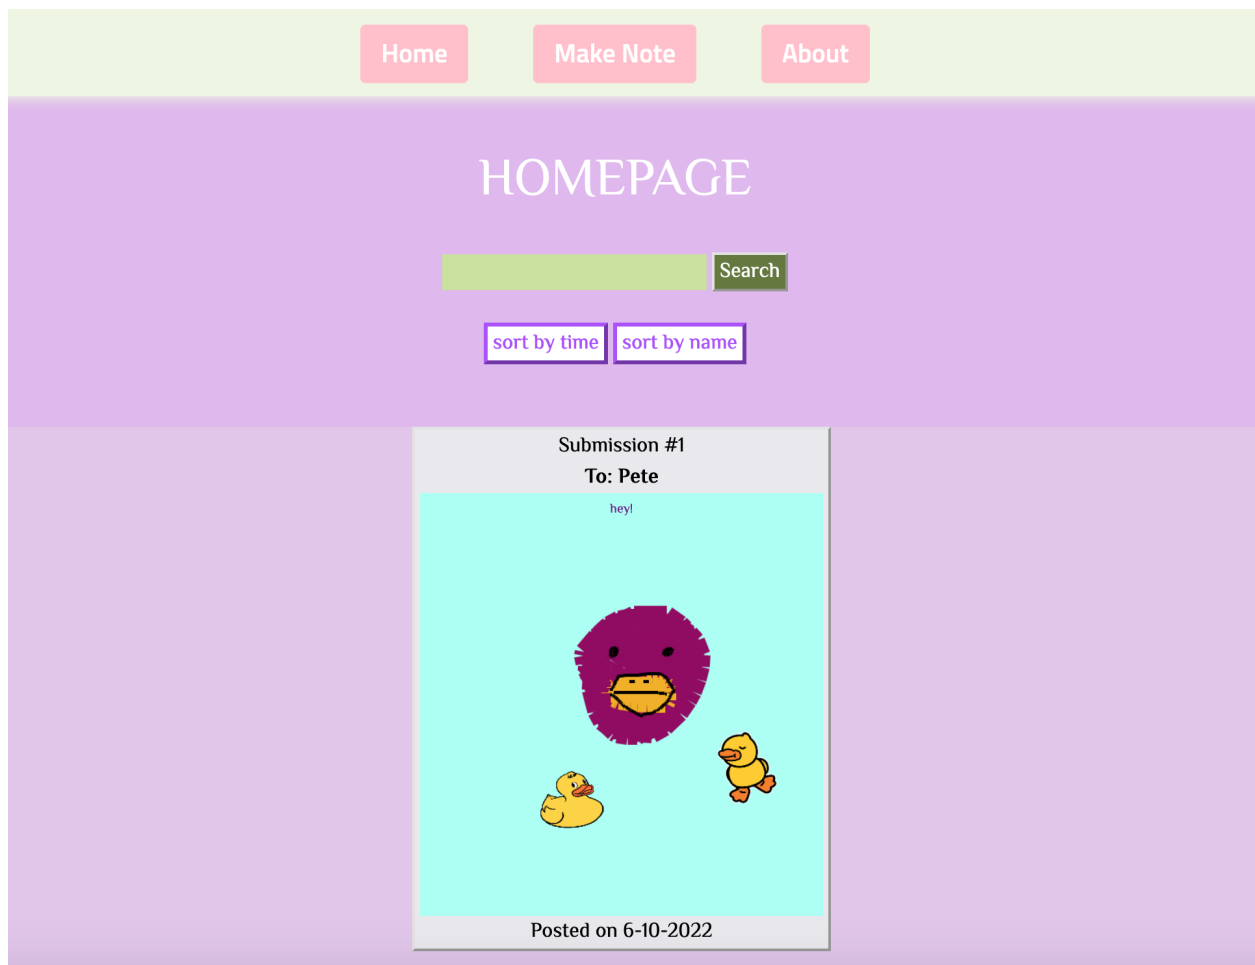 Home Make Note About
HOMEPAGE
Search
sort by time sort by name
Submission #1
To: Pete
hey!
Posted on 6-10-2022